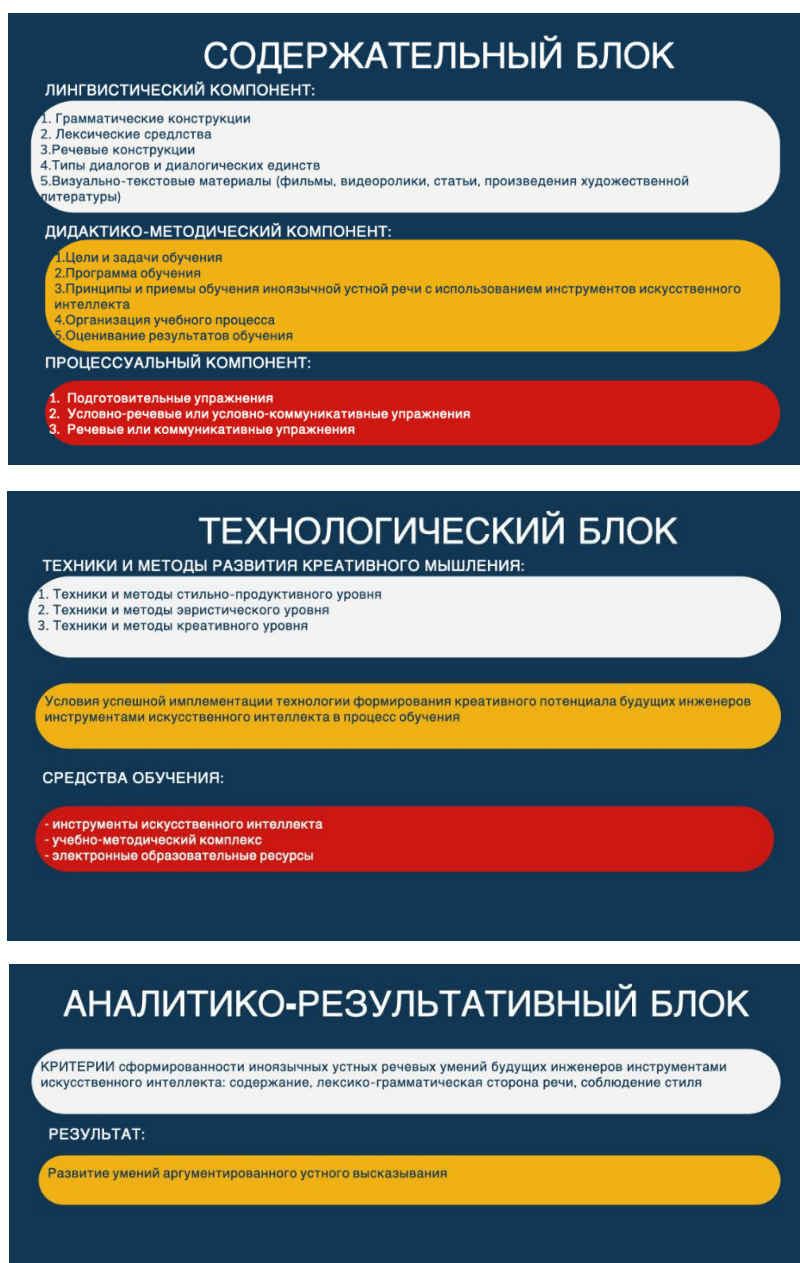 СОДЕРЖАТЕЛЬНЫЙ БЛОК
ЛИНГВИСТИЧЕСКИЙ КОМПОНЕНТ:
1. Грамматические конструкции
2. Лексические средлства
3.Речевые конструкции
4.Типы диалогов и диалогических единств
5.Визуально-текстовые материалы (фильмы, видеоролики, статьи, произведения художественной
литературы)
ДИДАКТИКО-МЕТОДИЧЕСКИЙ КОМПОНЕНТ:
1.Цели и задачи обучения
2.Программа обучения
3.Принципы и приемы обучения иноязычной устной речи с использованием инструментов искусственного
интеллекта
4.Организация учебного процесса
5.Оценивание результатов обучения
ПРОЦЕССУАЛЬНЫЙ КОМПОНЕНТ:
1. Подготовительные упражнения
2. Условно-речевые или условно-коммуникативные упражнения
3. Речевые или коммуникативные упражнения
ТЕХНОЛОГИЧЕСКИЙ БЛОК
ТЕХНИКИ И МЕТОДЫ РАЗВИТИЯ КРЕАТИВНОГО МЫШЛЕНИЯ:
1. Техники и методы стильно-продуктивного уровня
2. Техники и методы эвристического уровня
3. Техники и методы креативного уровня
Условия успешной имплементации технологии формирования креативного потенциала будущих инженеров
инструментами искусственного интеллекта в процесс обучения
СРЕДСТВА ОБУЧЕНИЯ:
- инструменты искусственного интеллекта
- учебно-методический комплекс
- электронные образовательные ресурсы
АНАЛИТИКО-РЕЗУЛЬТАТИВНЫЙ БЛОК
КРИТЕРИИ сформированности иноязычных устных речевых умений будущих инженеров инструментами
искусственного интеллекта: содержание, лексико-грамматическая сторона речи, соблюдение стиля
РЕЗУЛЬТАТ:
Развитие умений аргументированного устного высказывания